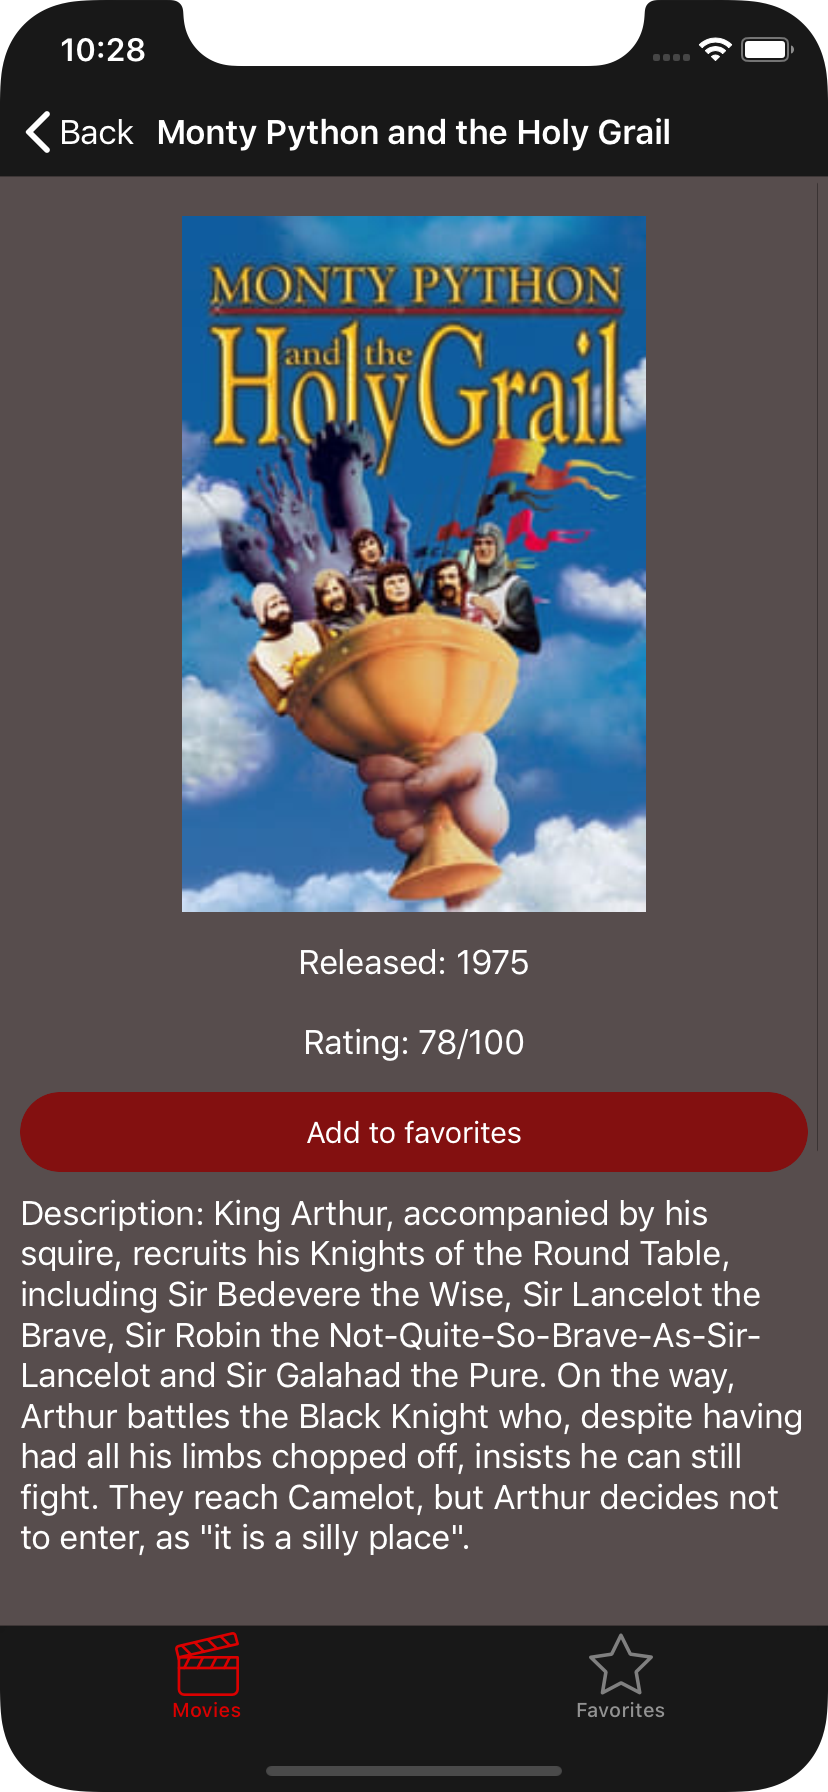 10:28
Back Monty Python and the Holy Grail
MONTY PYTHON
and the
Holy Grail
Released: 1975
Rating: 78/100
Add to favorites
Description: King Arthur, accompanied by his
squire, recruits his Knights of the Round Table,
including Sir Bedevere the Wise, Sir Lancelot the
Brave, Sir Robin the Not-Quite-So-Brave-As-Sir-
Lancelot and Sir Galahad the Pure. On the way,
Arthur battles the Black Knight who, despite having
had all his limbs chopped off, insists he can still
fight. They reach Camelot, but Arthur decides not
to enter, as "it is a silly place".
Movies Favorites